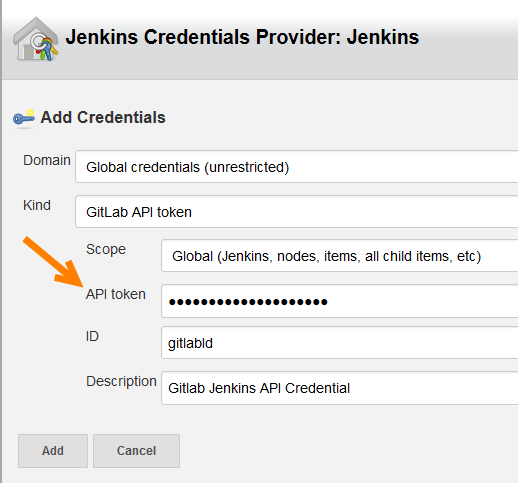 Jenkins Credentials Provider: Jenkins
Add Credentials
Domain Global credentials (unrestricted)
Kind GitLab API token
Scope Global (Jenkins, nodes, items, all child items, etc)
API token ••••••••••••••••••••
ID gitlabId
Description Gitlab Jenkins API Credential
Add Cancel